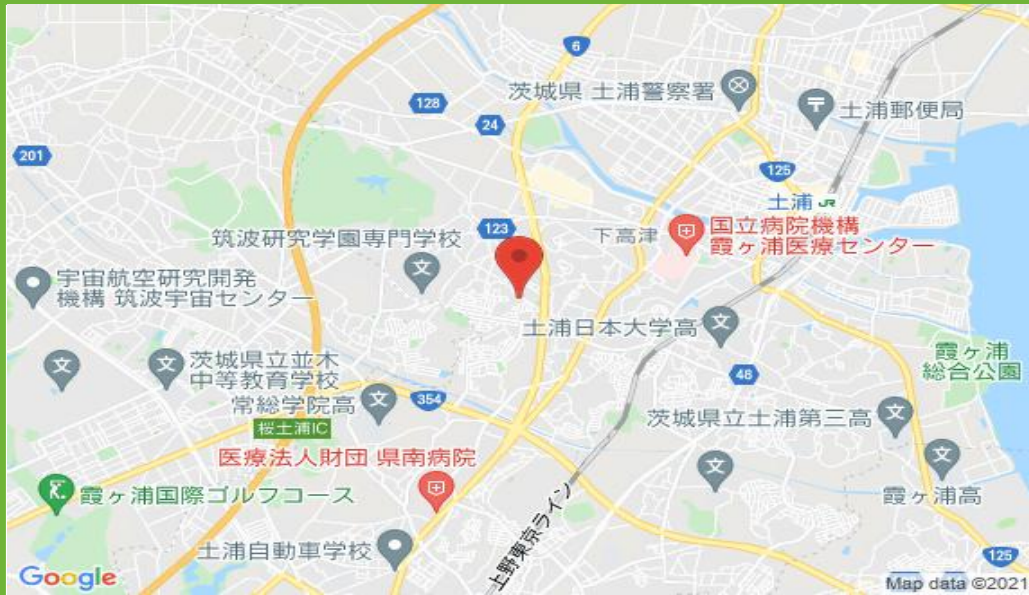 6
茨城県 土浦警察署
128
土浦郵便局
24
201
125
土浦 JR
123
下高津
国立病院機構
霞ヶ浦医療センター
筑波研究学園専門学校
宇宙航空研究開発
機構 筑波宇宙センター
土浦日本大学高
霞ヶ浦
総合公園
茨城県立並木
中等教育学校
48
常総学院高
354
茨城県立土浦第三高
桜土浦IC
医療法人財団 県南病院
霞ヶ浦国際ゴルフコース
霞ヶ浦高
上野東京ライン
土浦自動車学校
125
Google
Map data ©2021